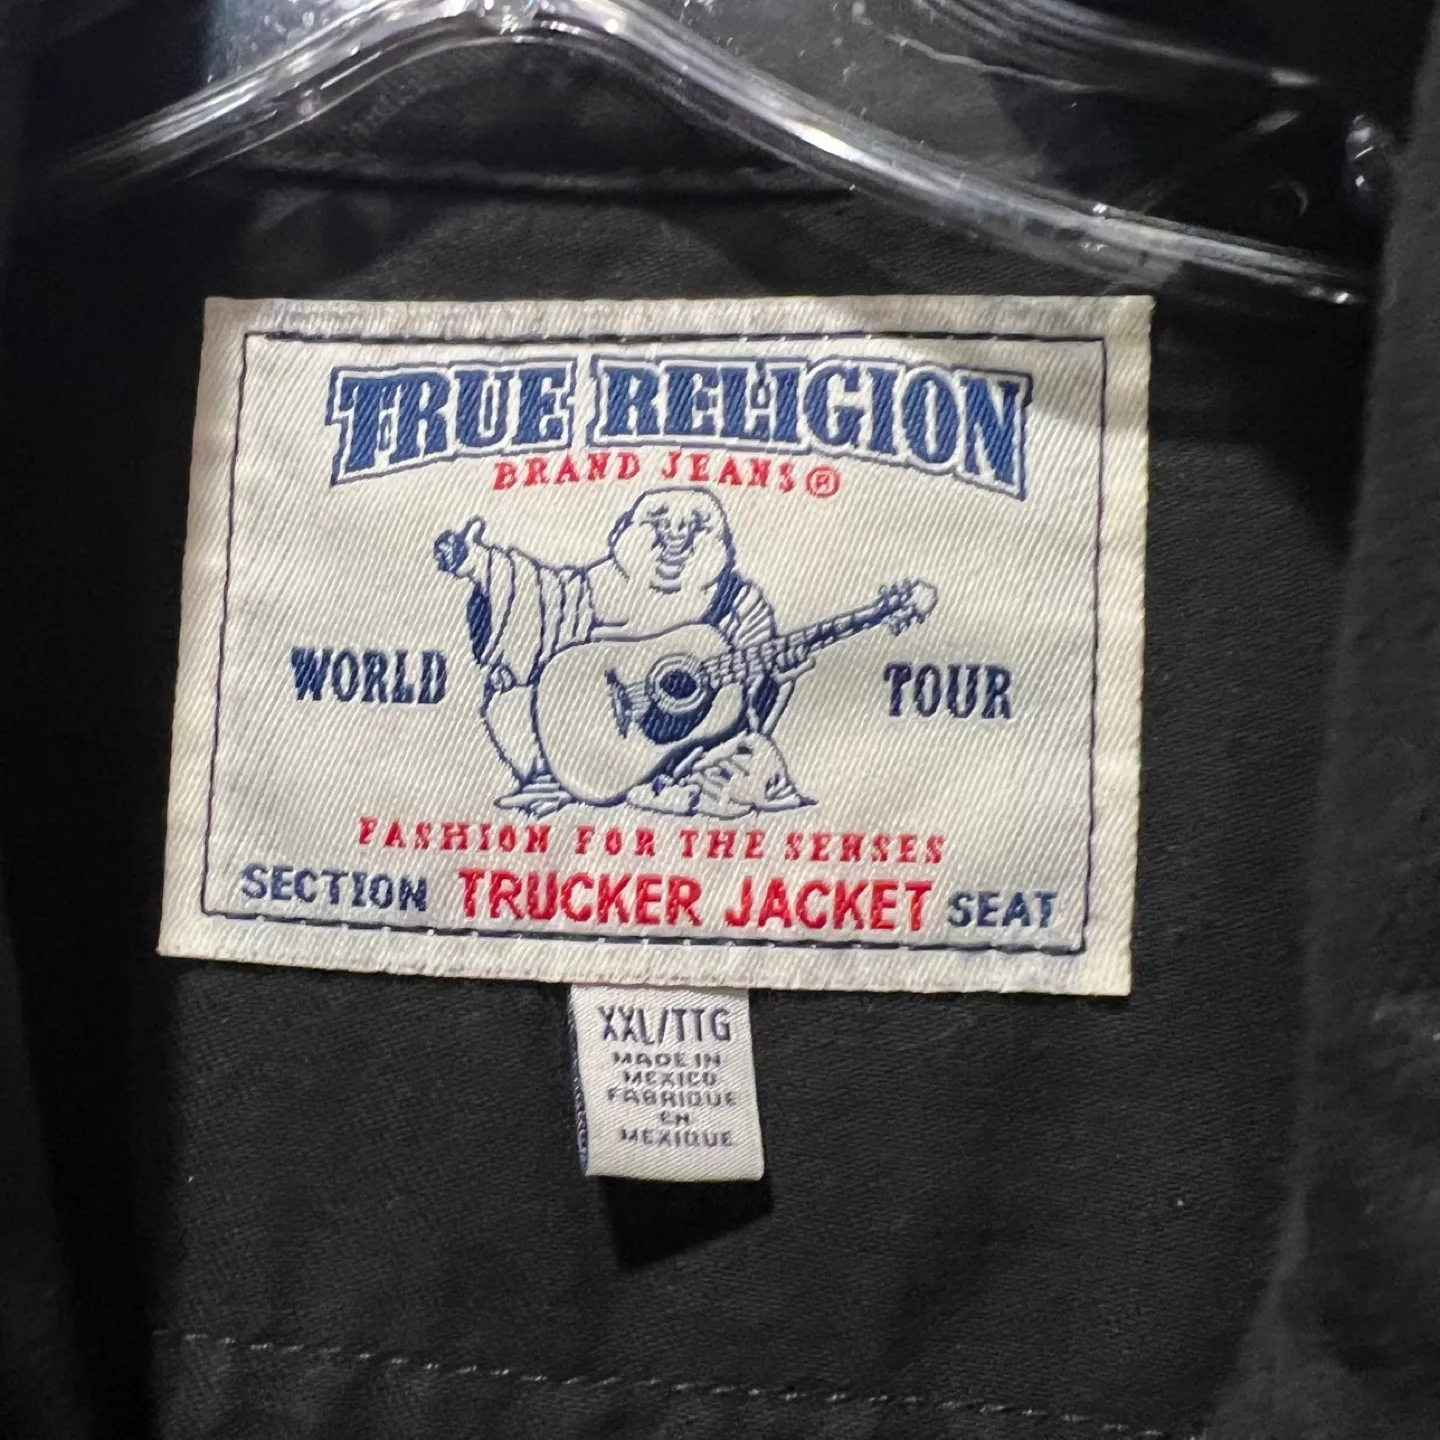 TRUE RELIGION
BRAND JEANS®
WORLD TOUR
FASHION FOR THE SENSES
SECTION TRUCKER JACKET SEAT
XXL/TTG
MADE IN
MEXICO
FABRIQUE
EN
MEXIQUE